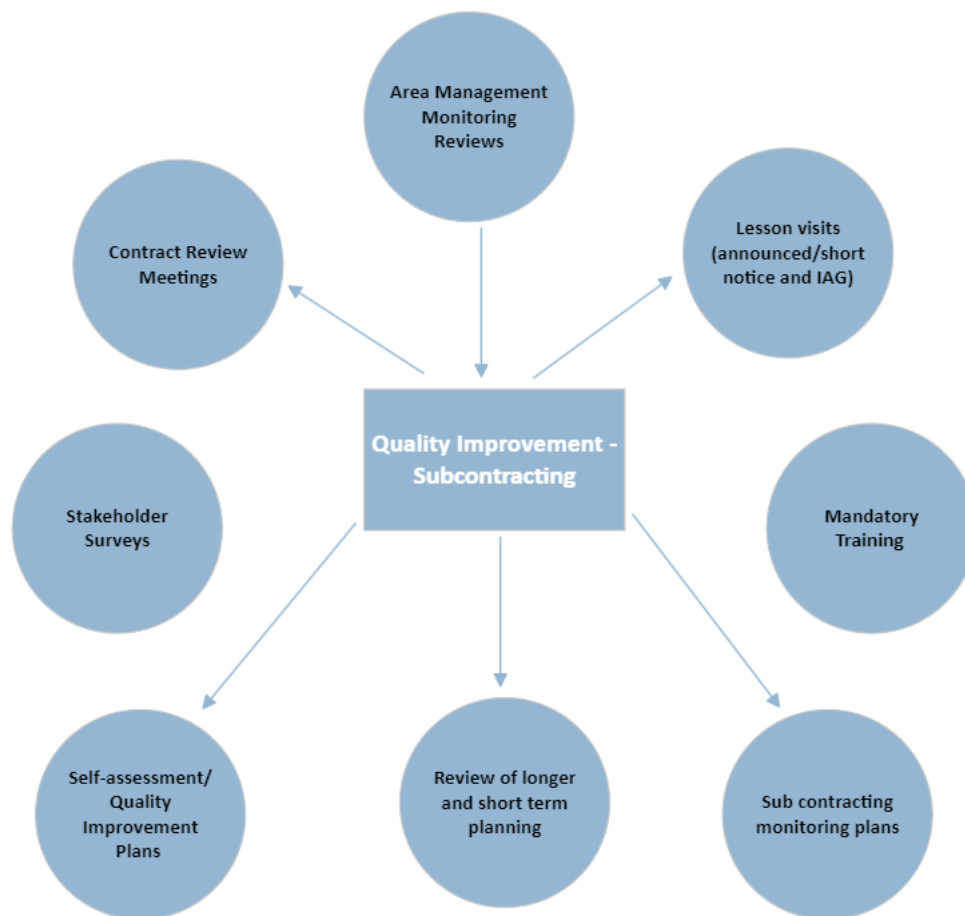 Area Management
Monitoring
Reviews
Contract Review
Meetings
Lesson visits
(announced/short
notice and IAG)
Quality Improvement -
Subcontracting
Stakeholder
Surveys
Mandatory
Training
Self-assessment/
Quality
Improvement
Plans
Review of longer
and short term
planning
Sub contracting
monitoring plans